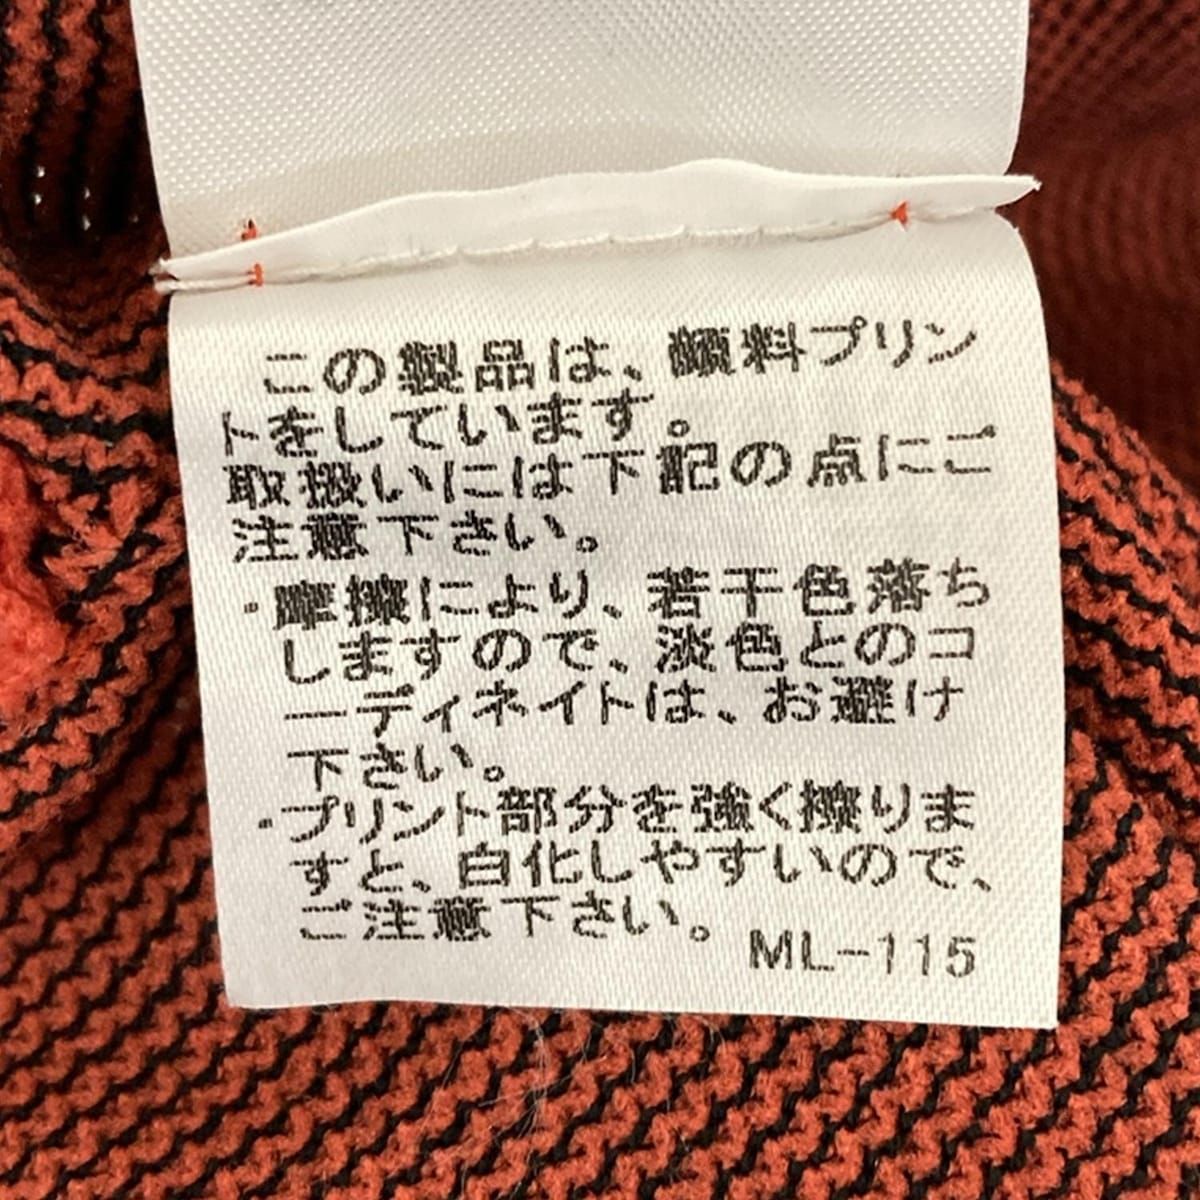 この製品は、顔料プリン
トをしています。
取扱いには下記の点にご
注意下さい。
・摩擦により、若干色落ち
しますので、淡色とのコ
ーディネイトは、お避け
下さい。
・プリント部分を強く擦りま
すと、白化しやすいので、
ご注意下さい。
ML-115